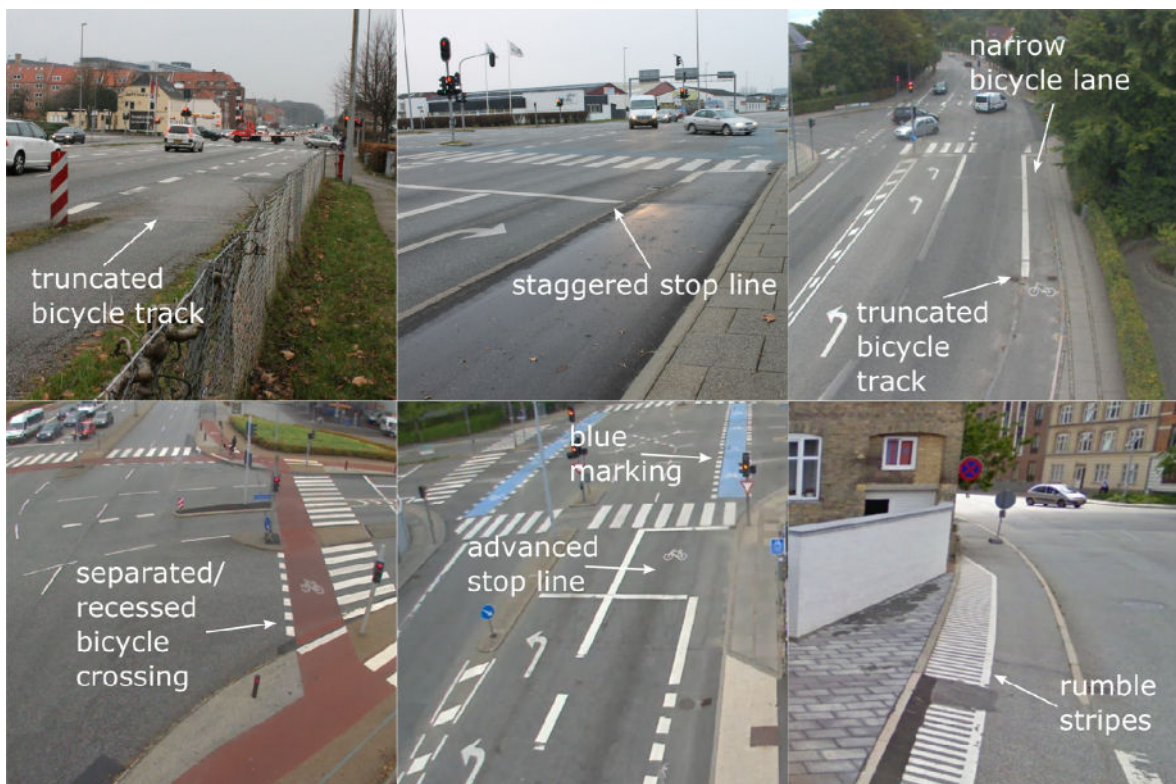 truncated
bicycle track
staggered stop line
narrow
bicycle lane
truncated
bicycle
track
separated/
recessed
bicycle
crossing
blue
marking
advanced
stop line
rumble
stripes